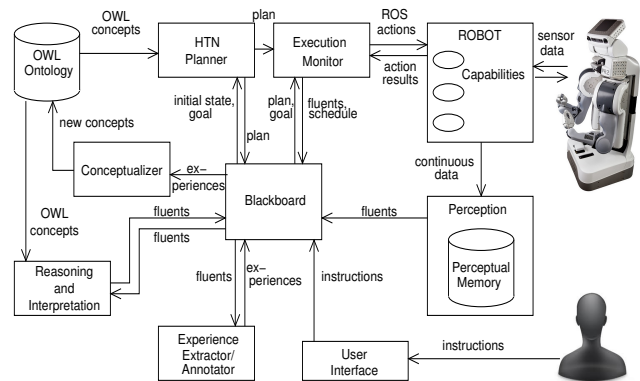 OWL
concepts
plan
ROS
actions
ROBOT
sensor
data
OWL
Ontology
HTN
Planner
Execution
Monitor
action
results
Capabilities
initial state,
goal
plan,
goal
fluents,
schedule
new concepts
plan
Conceptualizer
ex–
periences
Blackboard
continuous
data
OWL
concepts
fluents
fluents
fluents
Perception
Perceptual
Memory
Reasoning
and
Interpretation
fluents
ex–
periences
instructions
Experience
Extractor/
Annotator
User
Interface
instructions